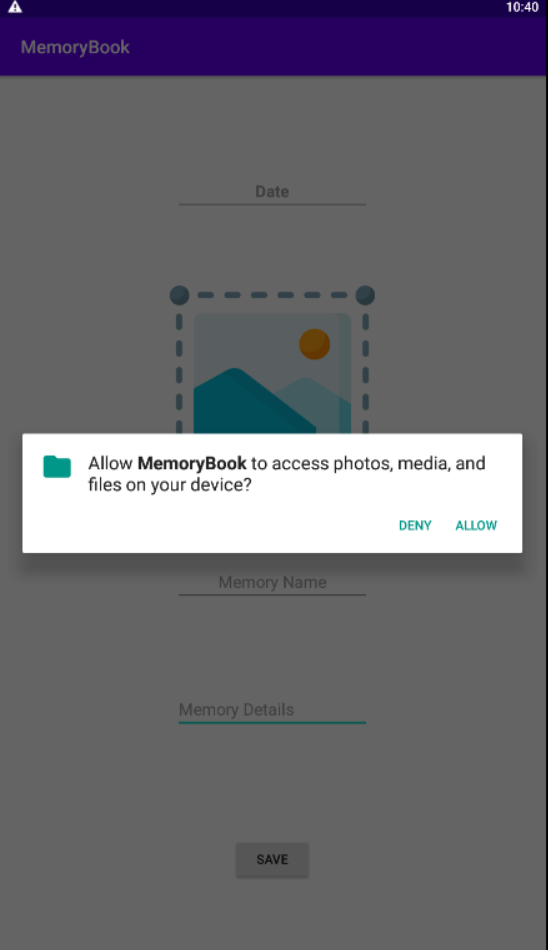 10:40
MemoryBook
Date
Allow MemoryBook to access photos, media, and
files on your device?
DENY ALLOW
Memory Name
Memory Details
SAVE